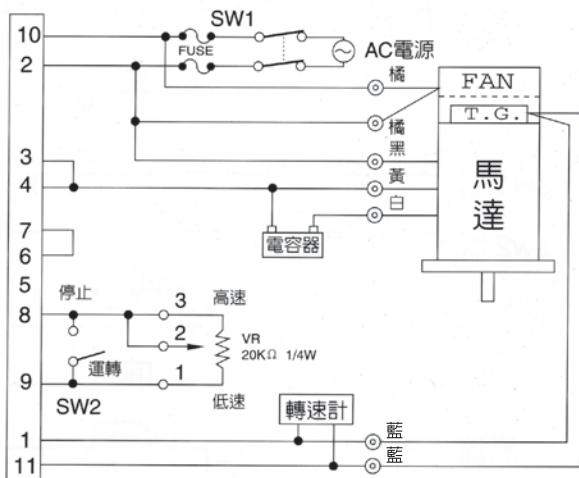 SW1
10
FUSE
AC電源
2
橘
FAN
T.G.
橘
黑
3
黃
4
白
馬達
7
電容器
6
5
停止
3
高速
8
2
VR
20KΩ 1/4W
運轉
1
9
低速
SW2
轉速計
藍
1
藍
11